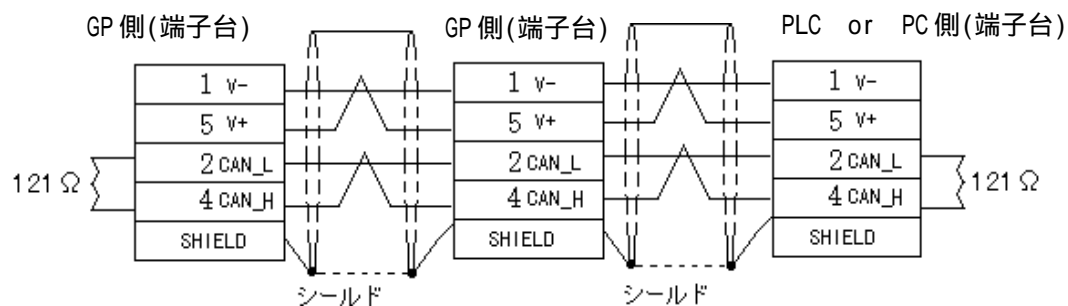 GP側(端子台)
GP側(端子台)
PLC or PC側(端子台)
1 V-
5 V+
2 CAN_L
4 CAN_H
SHIELD
1 V-
5 V+
2 CAN_L
4 CAN_H
SHIELD
1 V-
5 V+
2 CAN_L
4 CAN_H
SHIELD
121 Ω
121 Ω
シールド
シールド